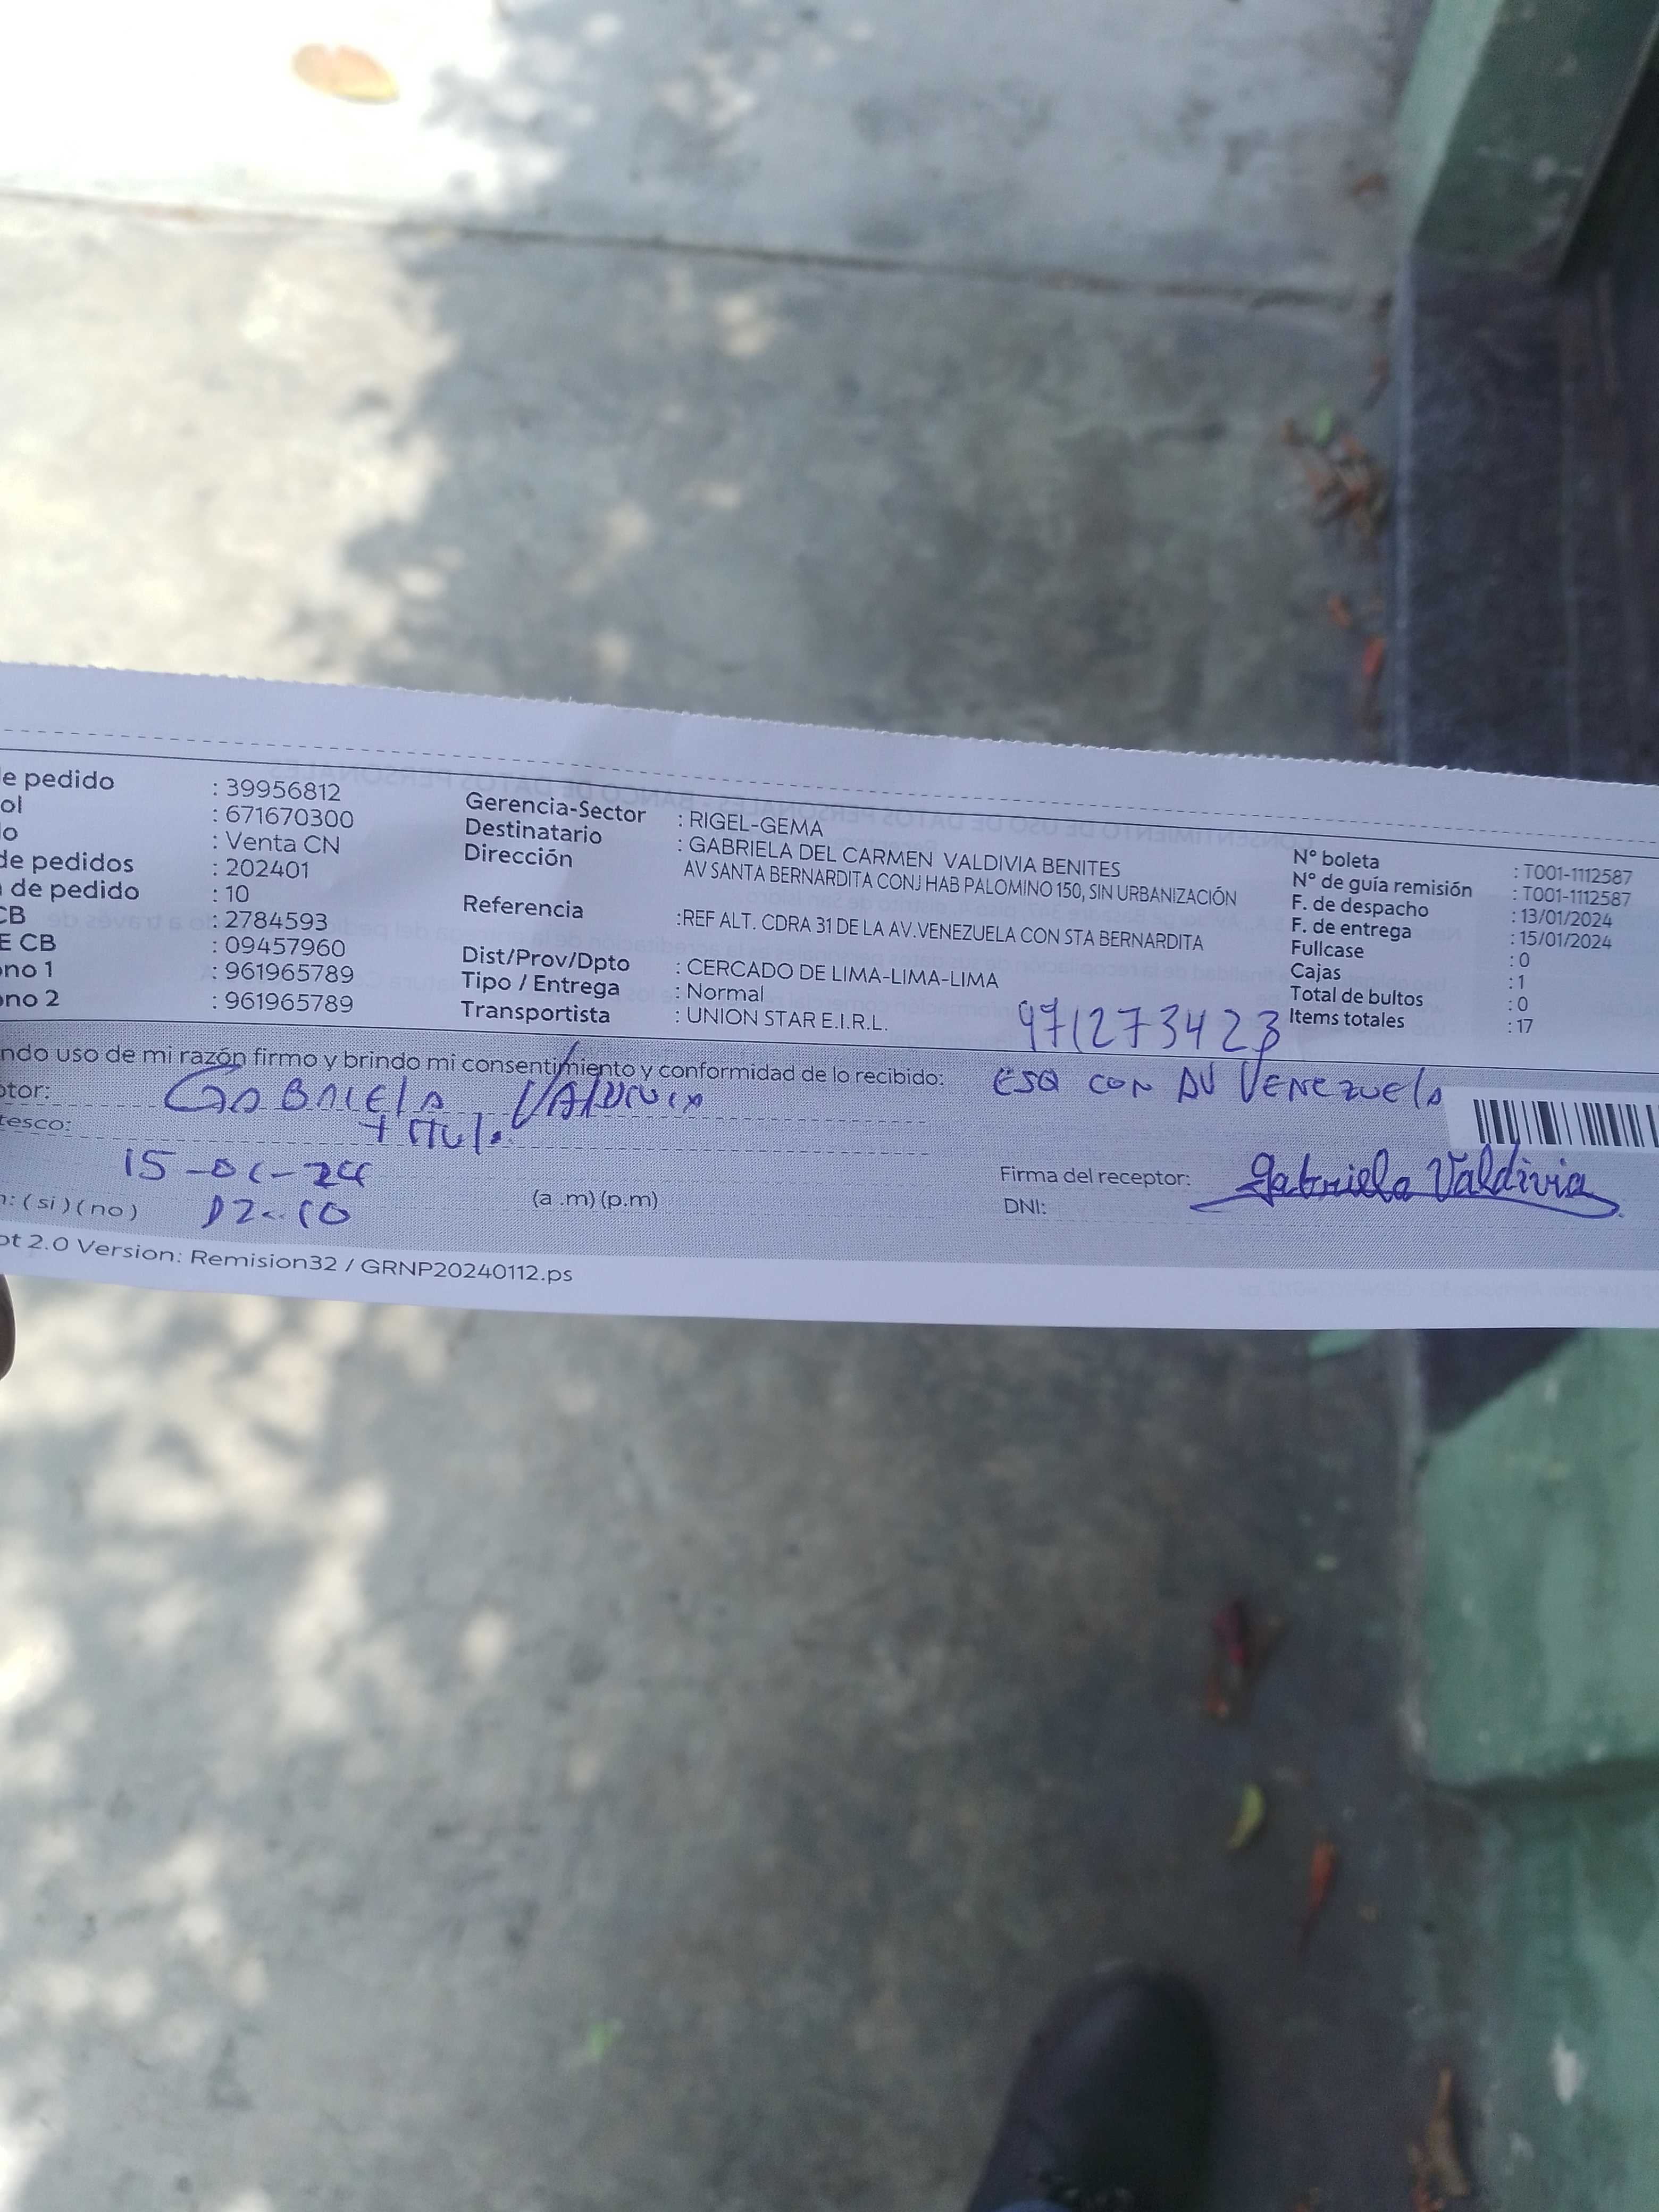 e pedido : 39956812
ol : 671670300
o : Venta CN
de pedidos : 202401
de pedido : 10
CB : 2784593
E CB : 09457960
ono 1 : 961965789
ono 2 : 961965789
Gerencia-Sector : RIGEL-GEMA
Destinatario : GABRIELA DEL CARMEN VALDIVIA BENITES
Dirección AV SANTA BERNARDITA CONJ HAB PALOMINO 150, SIN URBANIZACIÓN
Referencia :REF ALT. CDRA 31 DE LA AV.VENEZUELA CON STA BERNARDITA
Dist/Prov/Dpto : CERCADO DE LIMA-LIMA-LIMA
Tipo / Entrega : Normal
Transportista : UNION STAR E.I.R.L.
N° boleta : T001-1112587
N° de guía remisión : T001-1112587
F. de despacho : 13/01/2024
F. de entrega : 15/01/2024
Fullcase : 0
Cajas : 1
Total de bultos : 0
Items totales : 17
971273423
ndo uso de mi razón firmo y brindo mi consentimiento y conformidad de lo recibido: ESQ CON AV VENEZUELA
otor: GABRIELA VALDIVIA
tesco: titul.
15-01-24
n: ( si ) ( no ) 12:10 (a .m) (p.m)
Firma del receptor: Gabriela Valdivia
DNI:
ot 2.0 Version: Remision32 / GRNP20240112.ps